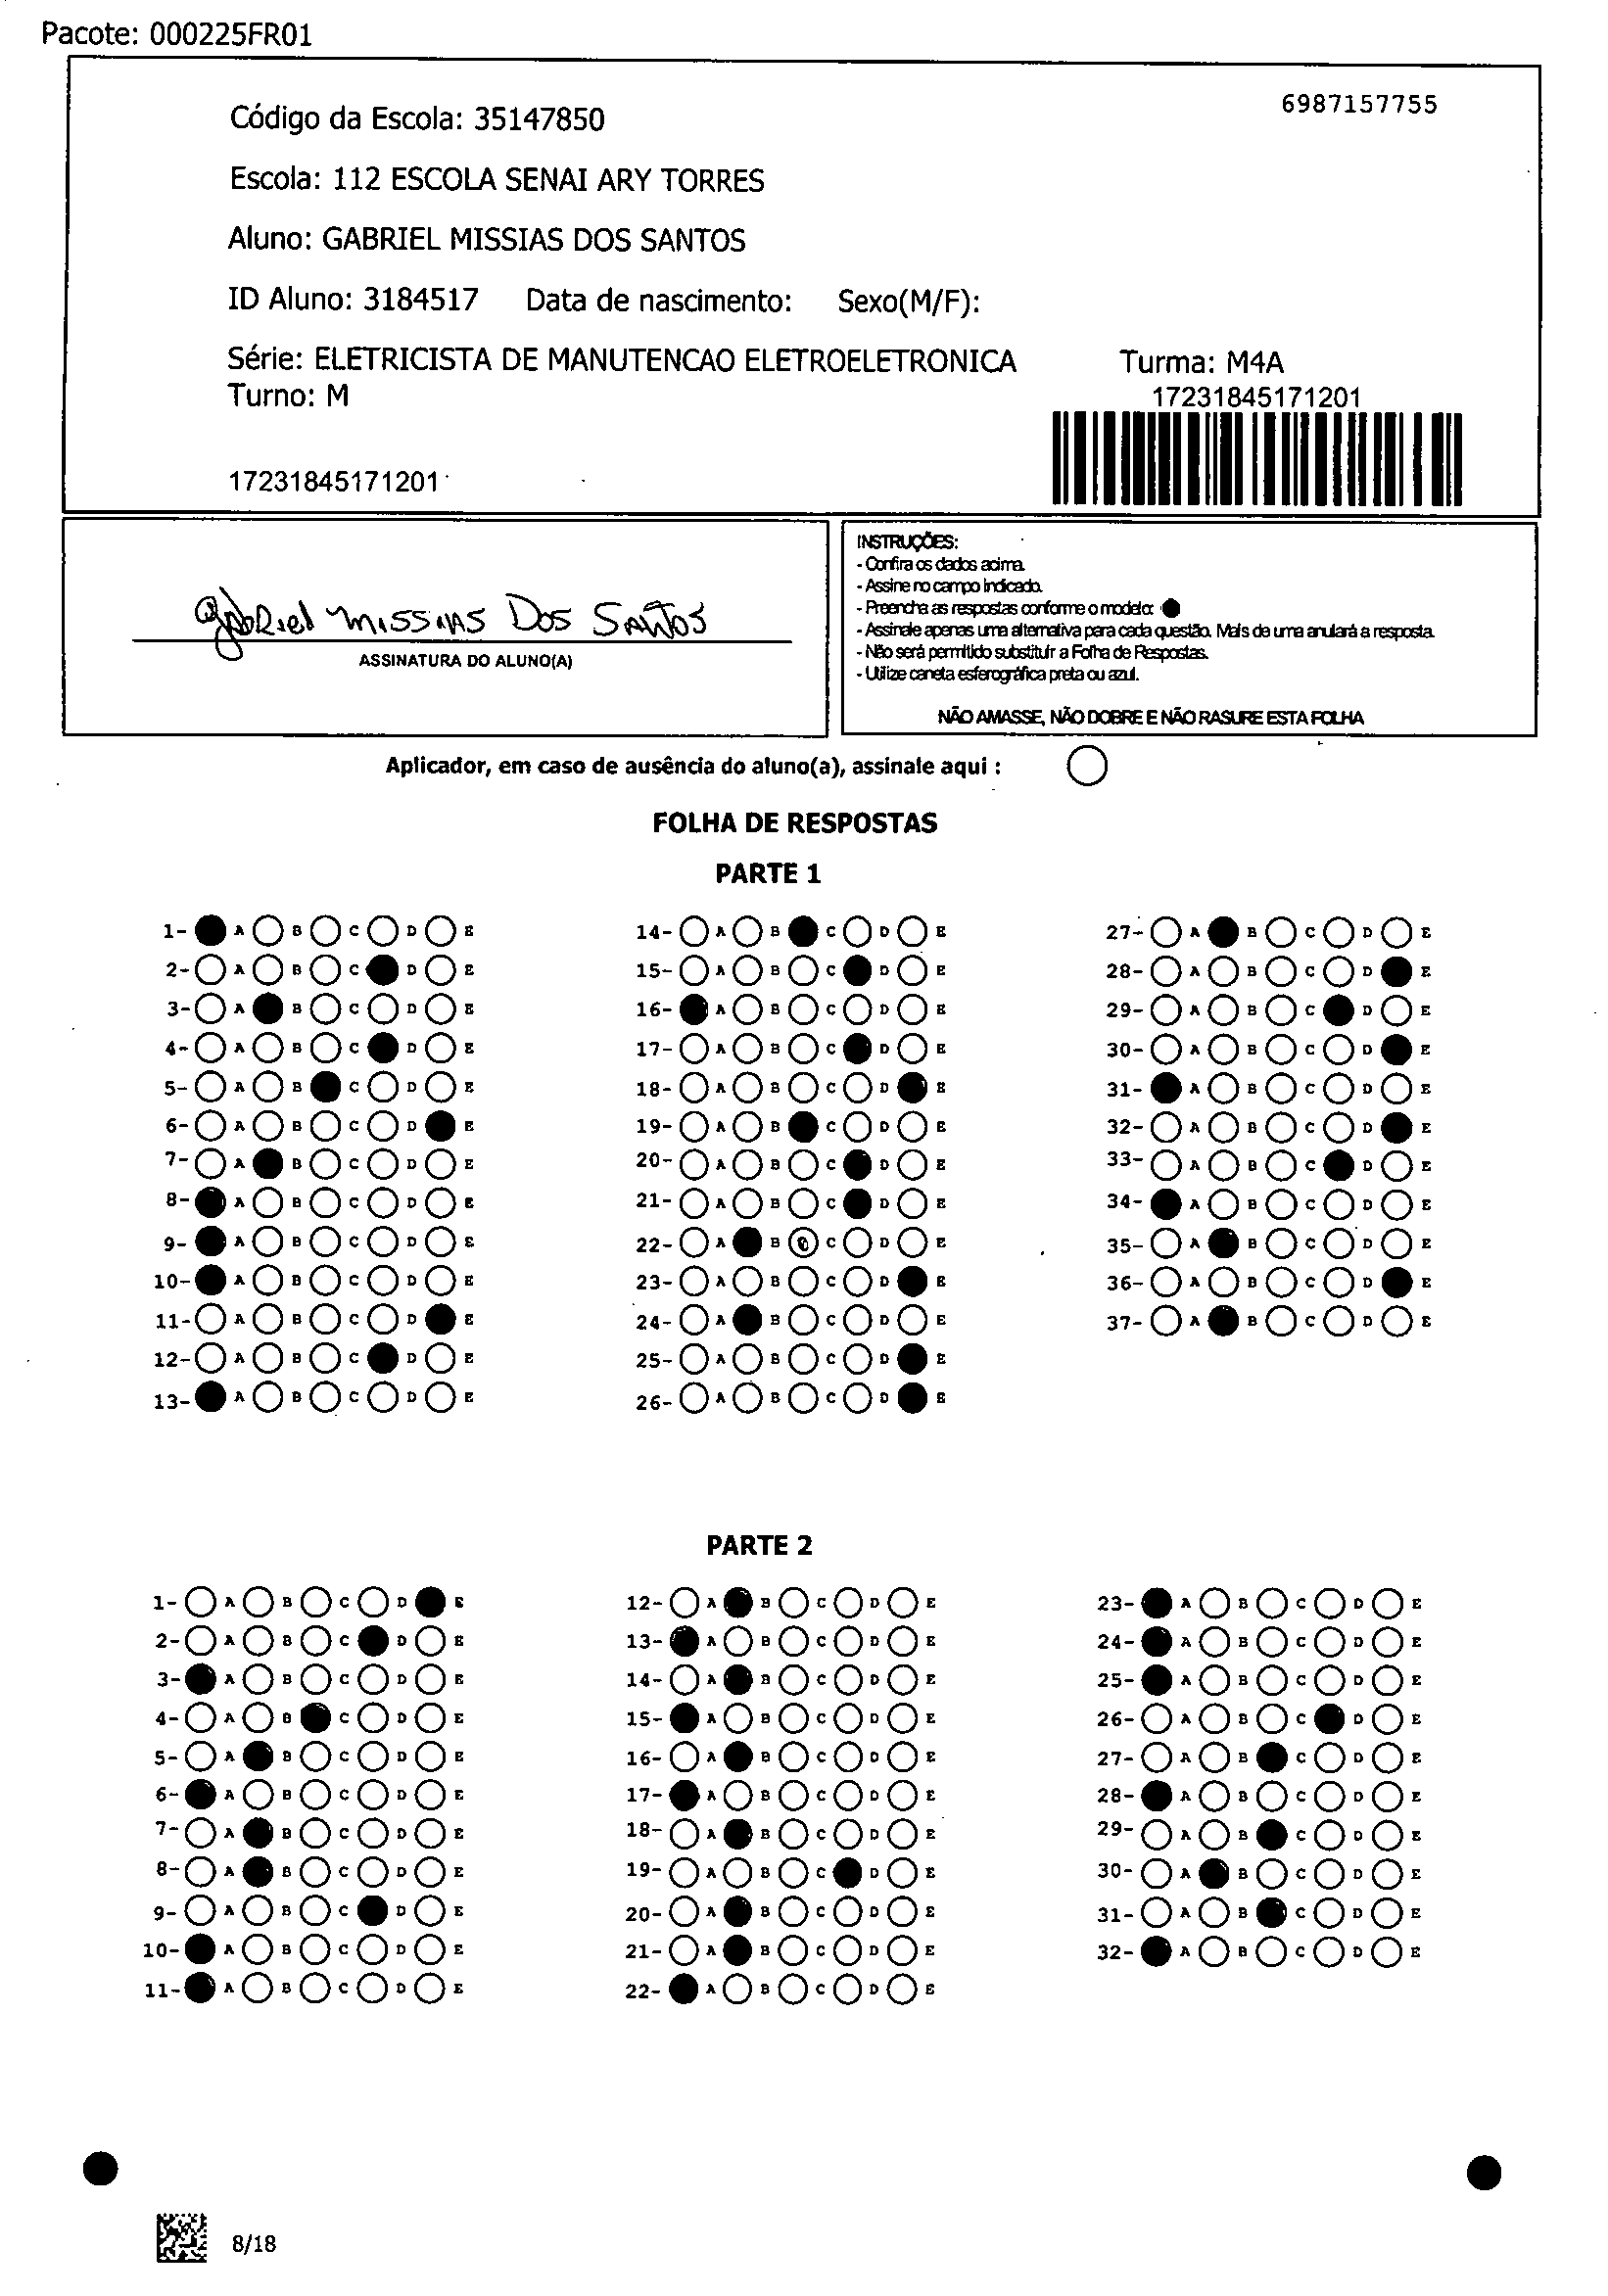 Pacote: 000225FR01
6987157755
Código da Escola: 35147850
Escola: 112 ESCOLA SENAI ARY TORRES
Aluno: GABRIEL MISSIAS DOS SANTOS
ID Aluno: 3184517 Data de nascimento: Sexo(M/F):
Série: ELETRICISTA DE MANUTENCAO ELETROELETRONICA Turma: M4A
Turno: M
17231845171201
17231845171201
Gabriel Missias Dos Santos
ASSINATURA DO ALUNO(A)
INSTRUÇÕES:
- Confira os dados acima.
- Assine no campo indicado.
- Preencha as respostas conforme o modelo:
- Assinale apenas uma alternativa para cada questão. Mais de uma anulará a resposta.
- Não será permitido substituir a Folha de Respostas.
- Utilize caneta esferográfica preta ou azul.
NÃO AMASSE, NÃO DOBRE E NÃO RASURE ESTA FOLHA
Aplicador, em caso de ausência do aluno(a), assinale aqui :
FOLHA DE RESPOSTAS
PARTE 1
1- A B C D E 14- A B C D E 27- A B C D E
2- A B C D E 15- A B C D E 28- A B C D E
3- A B C D E 16- A B C D E 29- A B C D E
4- A B C D E 17- A B C D E 30- A B C D E
5- A B C D E 18- A B C D E 31- A B C D E
6- A B C D E 19- A B C D E 32- A B C D E
7- A B C D E 20- A B C D E 33- A B C D E
8- A B C D E 21- A B C D E 34- A B C D E
9- A B C D E 22- A B C D E 35- A B C D E
10- A B C D E 23- A B C D E 36- A B C D E
11- A B C D E 24- A B C D E 37- A B C D E
12- A B C D E 25- A B C D E
13- A B C D E 26- A B C D E
PARTE 2
1- A B C D E 12- A B C D E 23- A B C D E
2- A B C D E 13- A B C D E 24- A B C D E
3- A B C D E 14- A B C D E 25- A B C D E
4- A B C D E 15- A B C D E 26- A B C D E
5- A B C D E 16- A B C D E 27- A B C D E
6- A B C D E 17- A B C D E 28- A B C D E
7- A B C D E 18- A B C D E 29- A B C D E
8- A B C D E 19- A B C D E 30- A B C D E
9- A B C D E 20- A B C D E 31- A B C D E
10- A B C D E 21- A B C D E 32- A B C D E
11- A B C D E 22- A B C D E
8/18